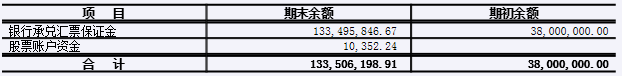 项 目 期末余额 期初余额
银行承兑汇票保证金 133,495,846.67 38,000,000.00
股票账户资金 10,352.24
合 计 133,506,198.91 38,000,000.00